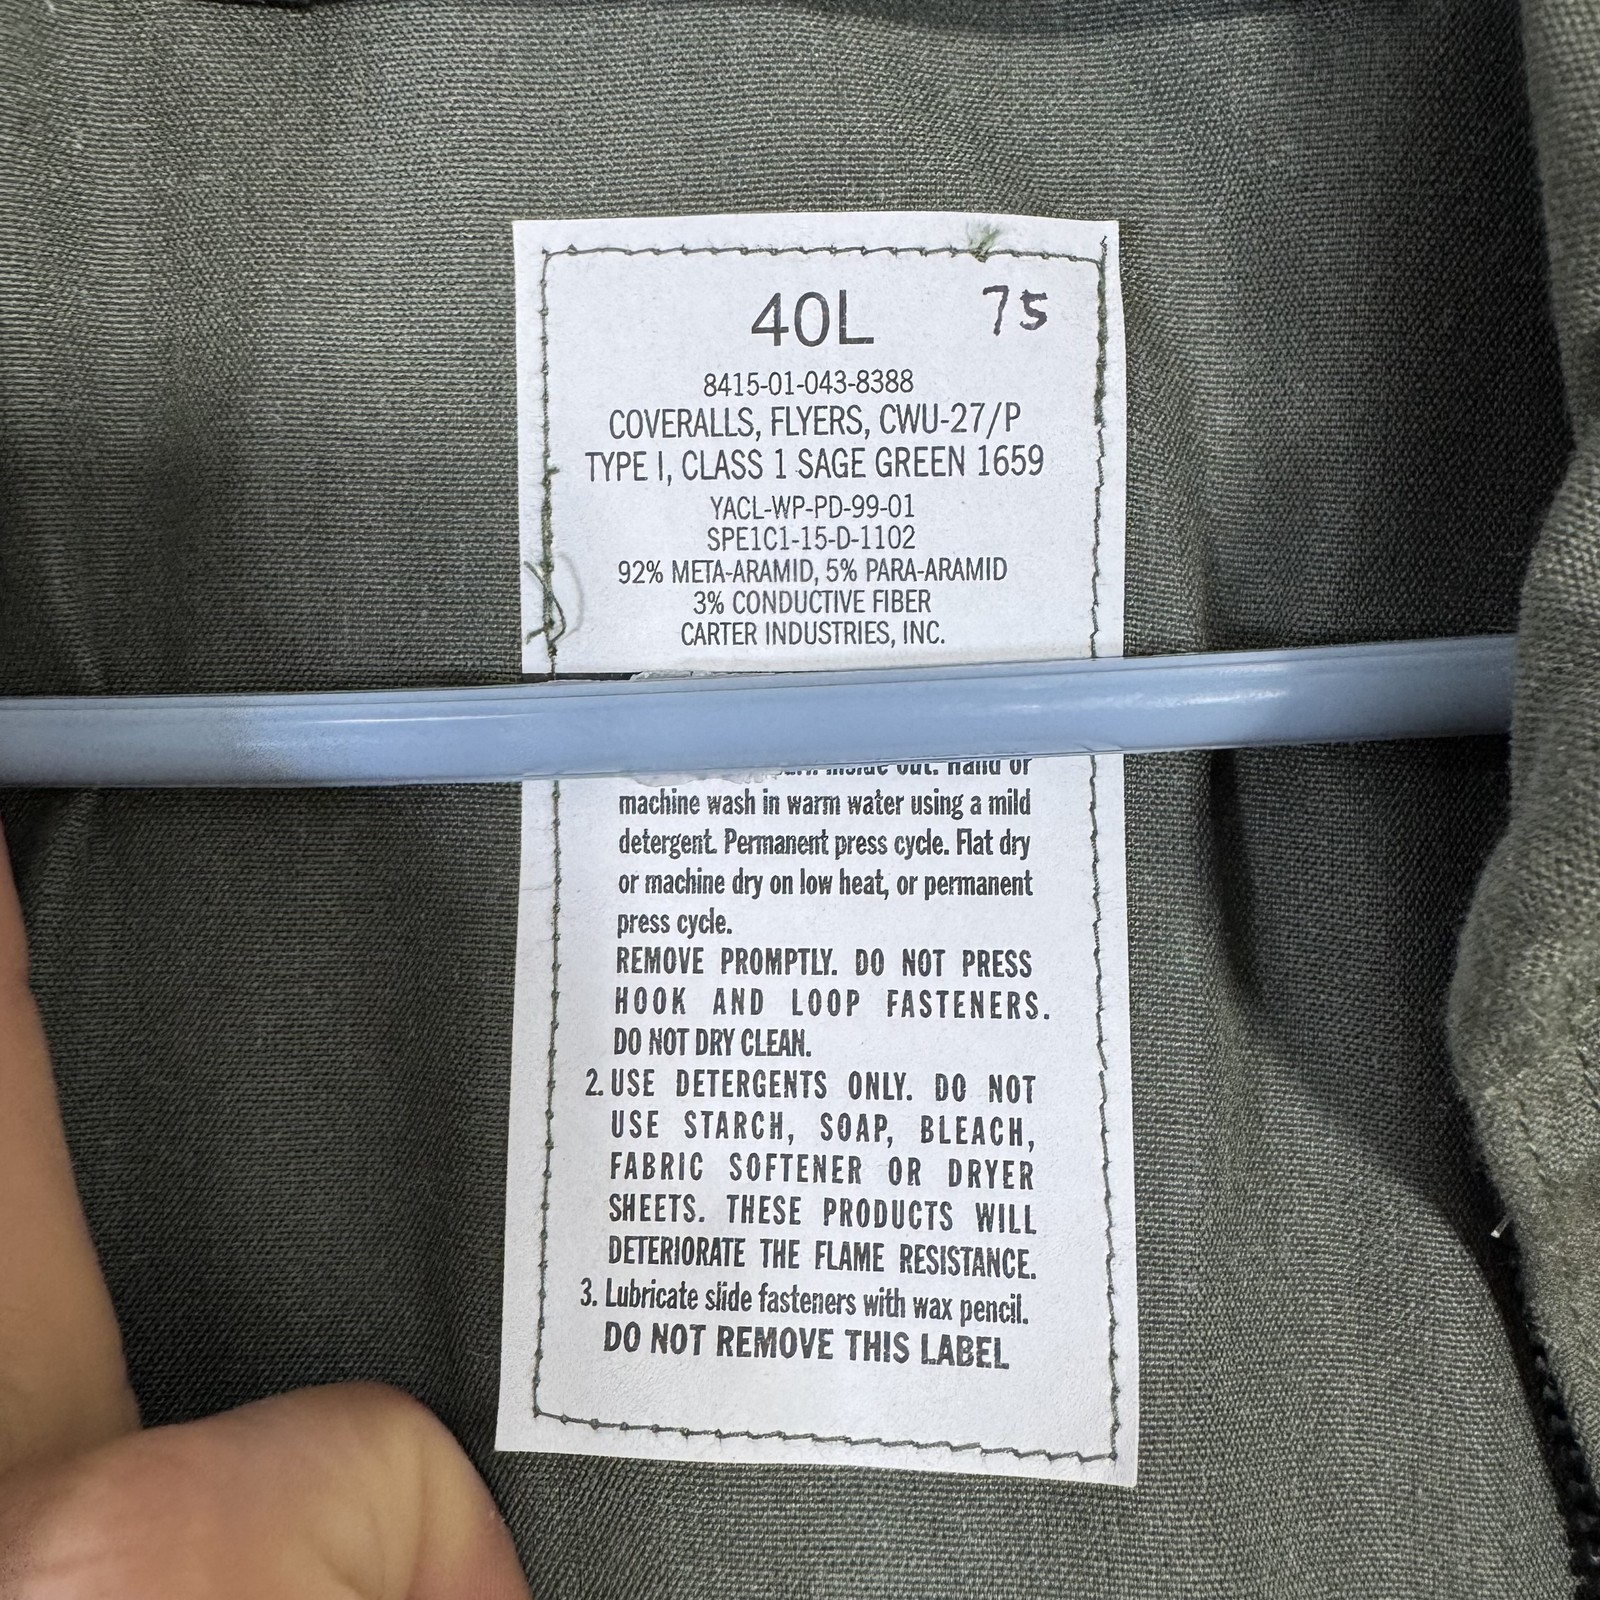 40L 75
8415-01-043-8388
COVERALLS, FLYERS, CWU-27/P
TYPE I, CLASS 1 SAGE GREEN 1659
YACL-WP-PD-99-01
SPE1C1-15-D-1102
92% META-ARAMID, 5% PARA-ARAMID
3% CONDUCTIVE FIBER
CARTER INDUSTRIES, INC.
inside out. Hand or
machine wash in warm water using a mild
detergent. Permanent press cycle. Flat dry
or machine dry on low heat, or permanent
press cycle.
REMOVE PROMPTLY. DO NOT PRESS
HOOK AND LOOP FASTENERS.
DO NOT DRY CLEAN.
2. USE DETERGENTS ONLY. DO NOT
USE STARCH, SOAP, BLEACH,
FABRIC SOFTENER OR DRYER
SHEETS. THESE PRODUCTS WILL
DETERIORATE THE FLAME RESISTANCE.
3. Lubricate slide fasteners with wax pencil.
DO NOT REMOVE THIS LABEL